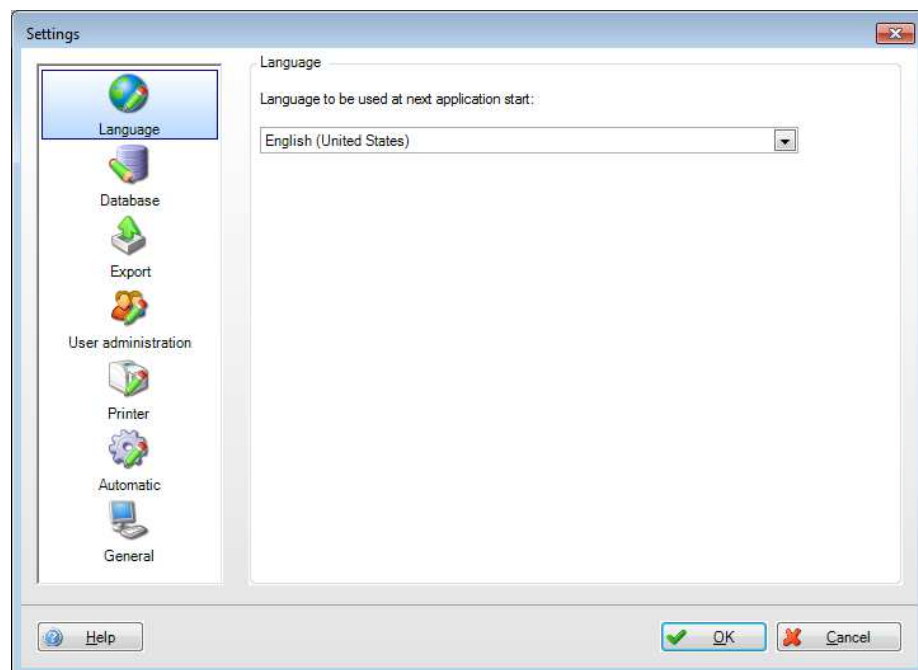 Settings
Language
Database
Export
User administration
Printer
Automatic
General
Language
Language to be used at next application start:
English (United States)
Help
OK
Cancel